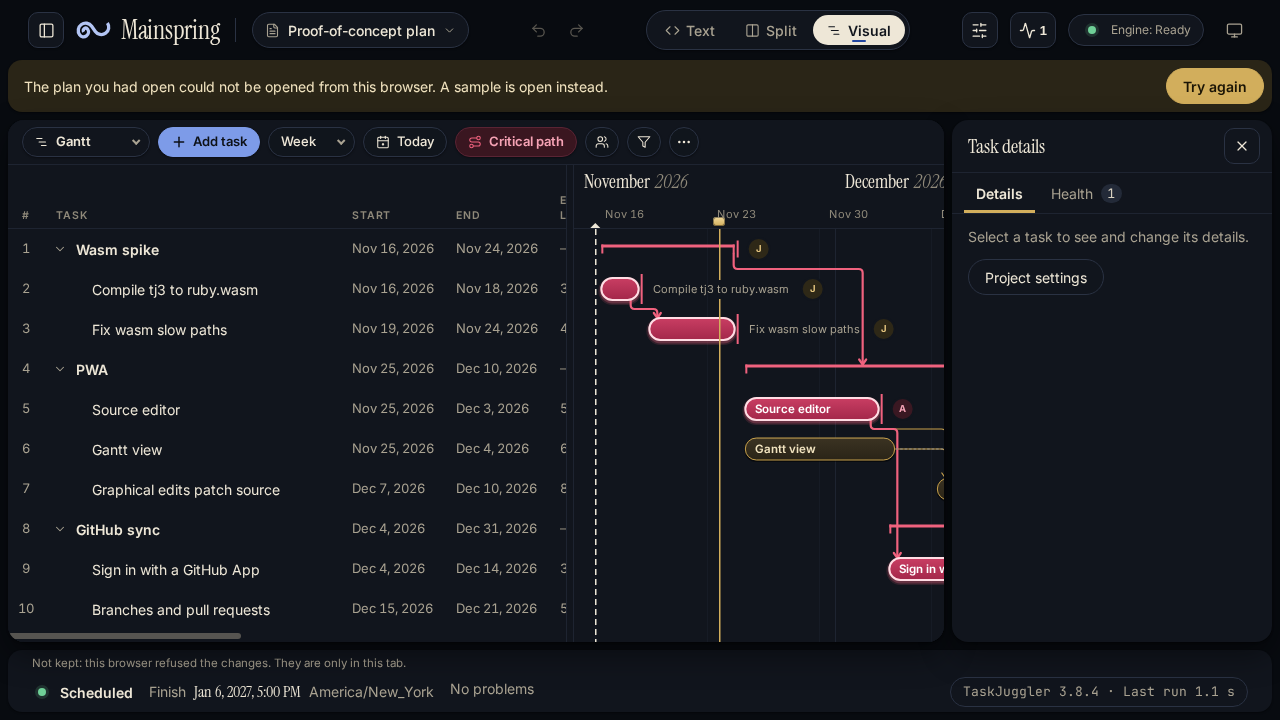 Mainspring
Proof-of-concept plan
Text
Split
Visual
1
Engine: Ready
The plan you had open could not be opened from this browser. A sample is open instead.
Try again
Gantt
Add task
Week
Today
Critical path
Task details
Details
Health 1
Select a task to see and change its details.
Project settings
November 2026
December 2026
# TASK START END
Nov 16 Nov 23 Nov 30
1 Wasm spike Nov 16, 2026 Nov 24, 2026 J
2 Compile tj3 to ruby.wasm Nov 16, 2026 Nov 18, 2026 Compile tj3 to ruby.wasm J
3 Fix wasm slow paths Nov 19, 2026 Nov 24, 2026 Fix wasm slow paths J
4 PWA Nov 25, 2026 Dec 10, 2026
5 Source editor Nov 25, 2026 Dec 3, 2026 Source editor A
6 Gantt view Nov 25, 2026 Dec 4, 2026 Gantt view
7 Graphical edits patch source Dec 7, 2026 Dec 10, 2026
8 GitHub sync Dec 4, 2026 Dec 31, 2026
9 Sign in with a GitHub App Dec 4, 2026 Dec 14, 2026 Sign in
10 Branches and pull requests Dec 15, 2026 Dec 21, 2026
Not kept: this browser refused the changes. They are only in this tab.
Scheduled Finish Jan 6, 2027, 5:00 PM America/New_York No problems
TaskJuggler 3.8.4 · Last run 1.1 s